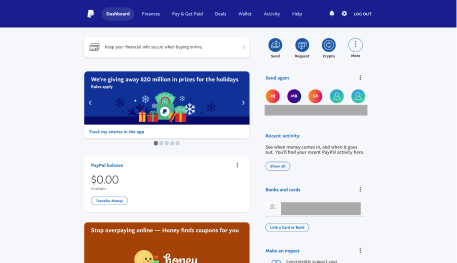 Dashboard Finances Pay & Get Paid Deals Wallet Activity Help LOG OUT
Keep your financial info secure when buying online.
Send Request Crypto More
We're giving away $20 million in prizes for the holidays
Rules apply
Track my entries in the app
Send again
MB
Recent activity
See when money comes in, and when it goes
out. You'll find your recent PayPal activity here.
Show all
PayPal balance
$0.00
Available
Transfer Money
Banks and cards
Link a Card or Bank
Stop overpaying online — Honey finds coupons for you
honey
Make an impact
Conveniently support your